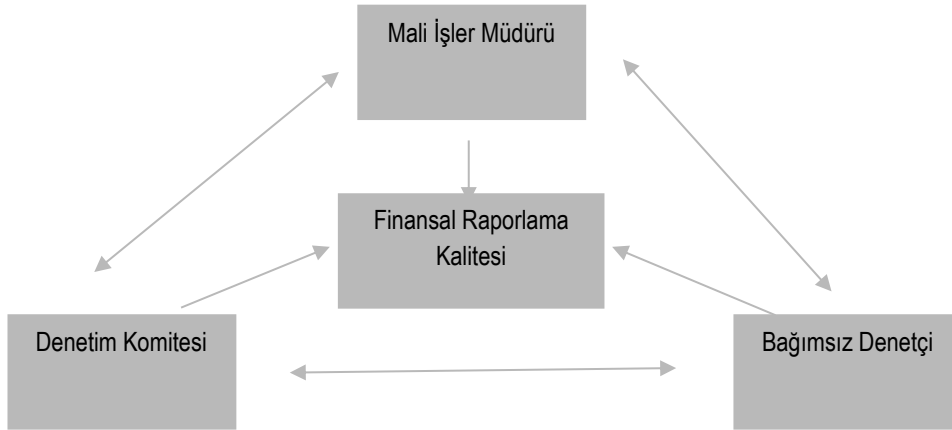 Mali İşler Müdürü
Finansal Raporlama
Kalitesi
Denetim Komitesi
Bağımsız Denetçi